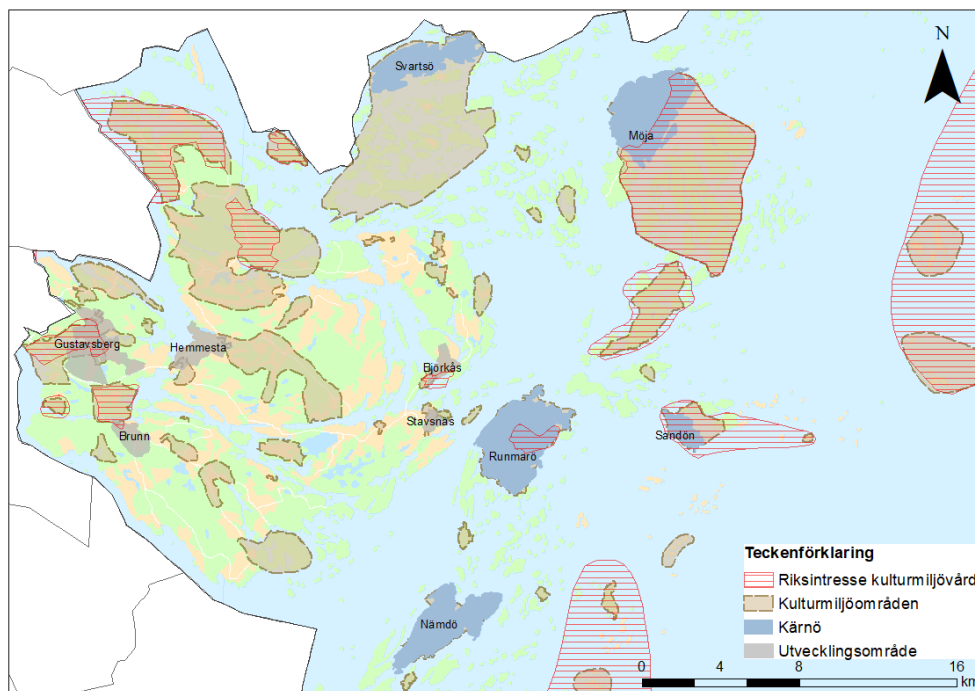 Svartsö
N
Möja
Gustavsberg
Hemmesta
Björkås
Stavsnäs
Sandön
Brunn
Runmarö
Nämdö
Teckenförklaring
Riksintresse kulturmiljövård
Kulturmiljöområden
Kärnö
Utvecklingsområde
0 4 8 16
km